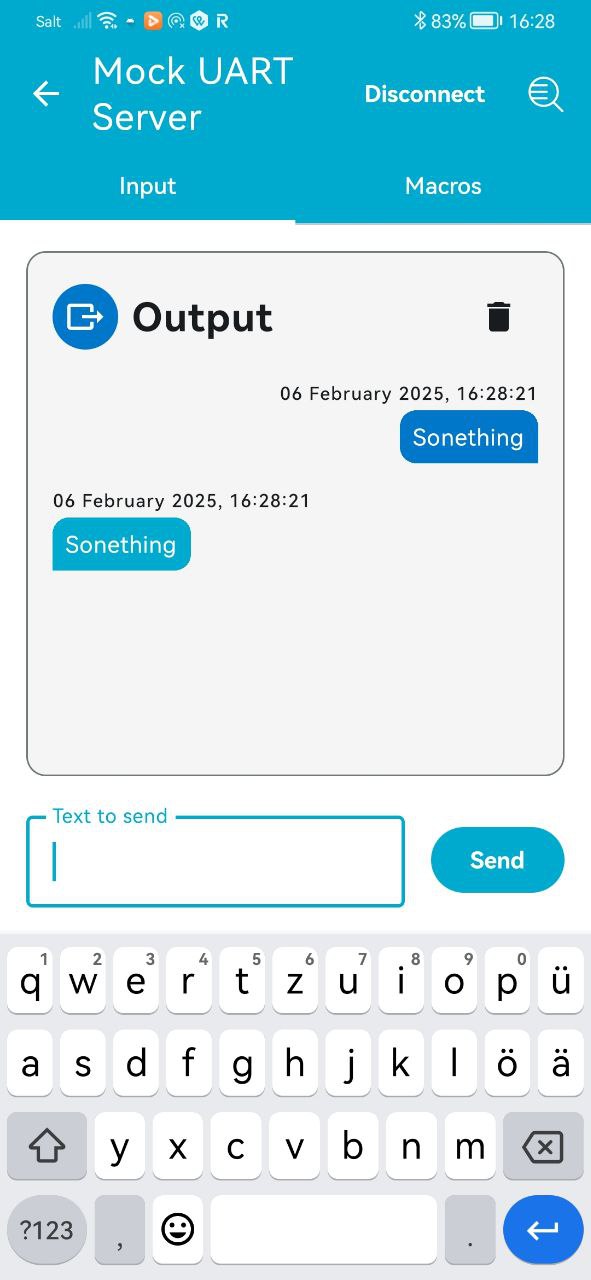 Salt 83% 16:28
Mock UART
Server
Disconnect
Input Macros
Output
06 February 2025, 16:28:21
Sonething
06 February 2025, 16:28:21
Sonething
Text to send
Send
1 2 3 4 5 6 7 8 9 0
q w e r t z u i o p ü
a s d f g h j k l ö ä
y x c v b n m
?123 , .